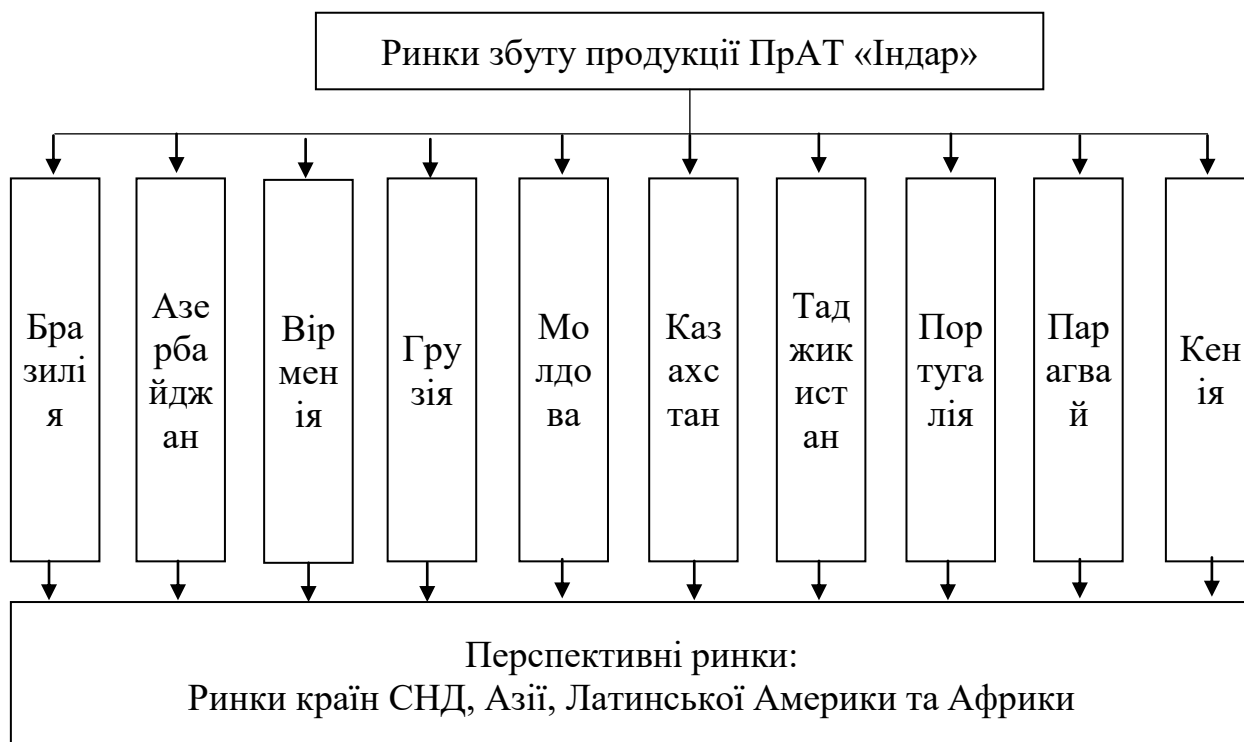 Ринки збуту продукції ПрАТ «Індар»
Бра
зилі
я
Азе
рба
йдж
ан
Вір
мен
ія
Гру
зія
Мо
лдо
ва
Каз
ахс
тан
Тад
жик
ист
ан
Пор
туга
лія
Пар
агва
й
Кен
ія
Перспективні ринки:
Ринки країн СНД, Азії, Латинської Америки та Африки